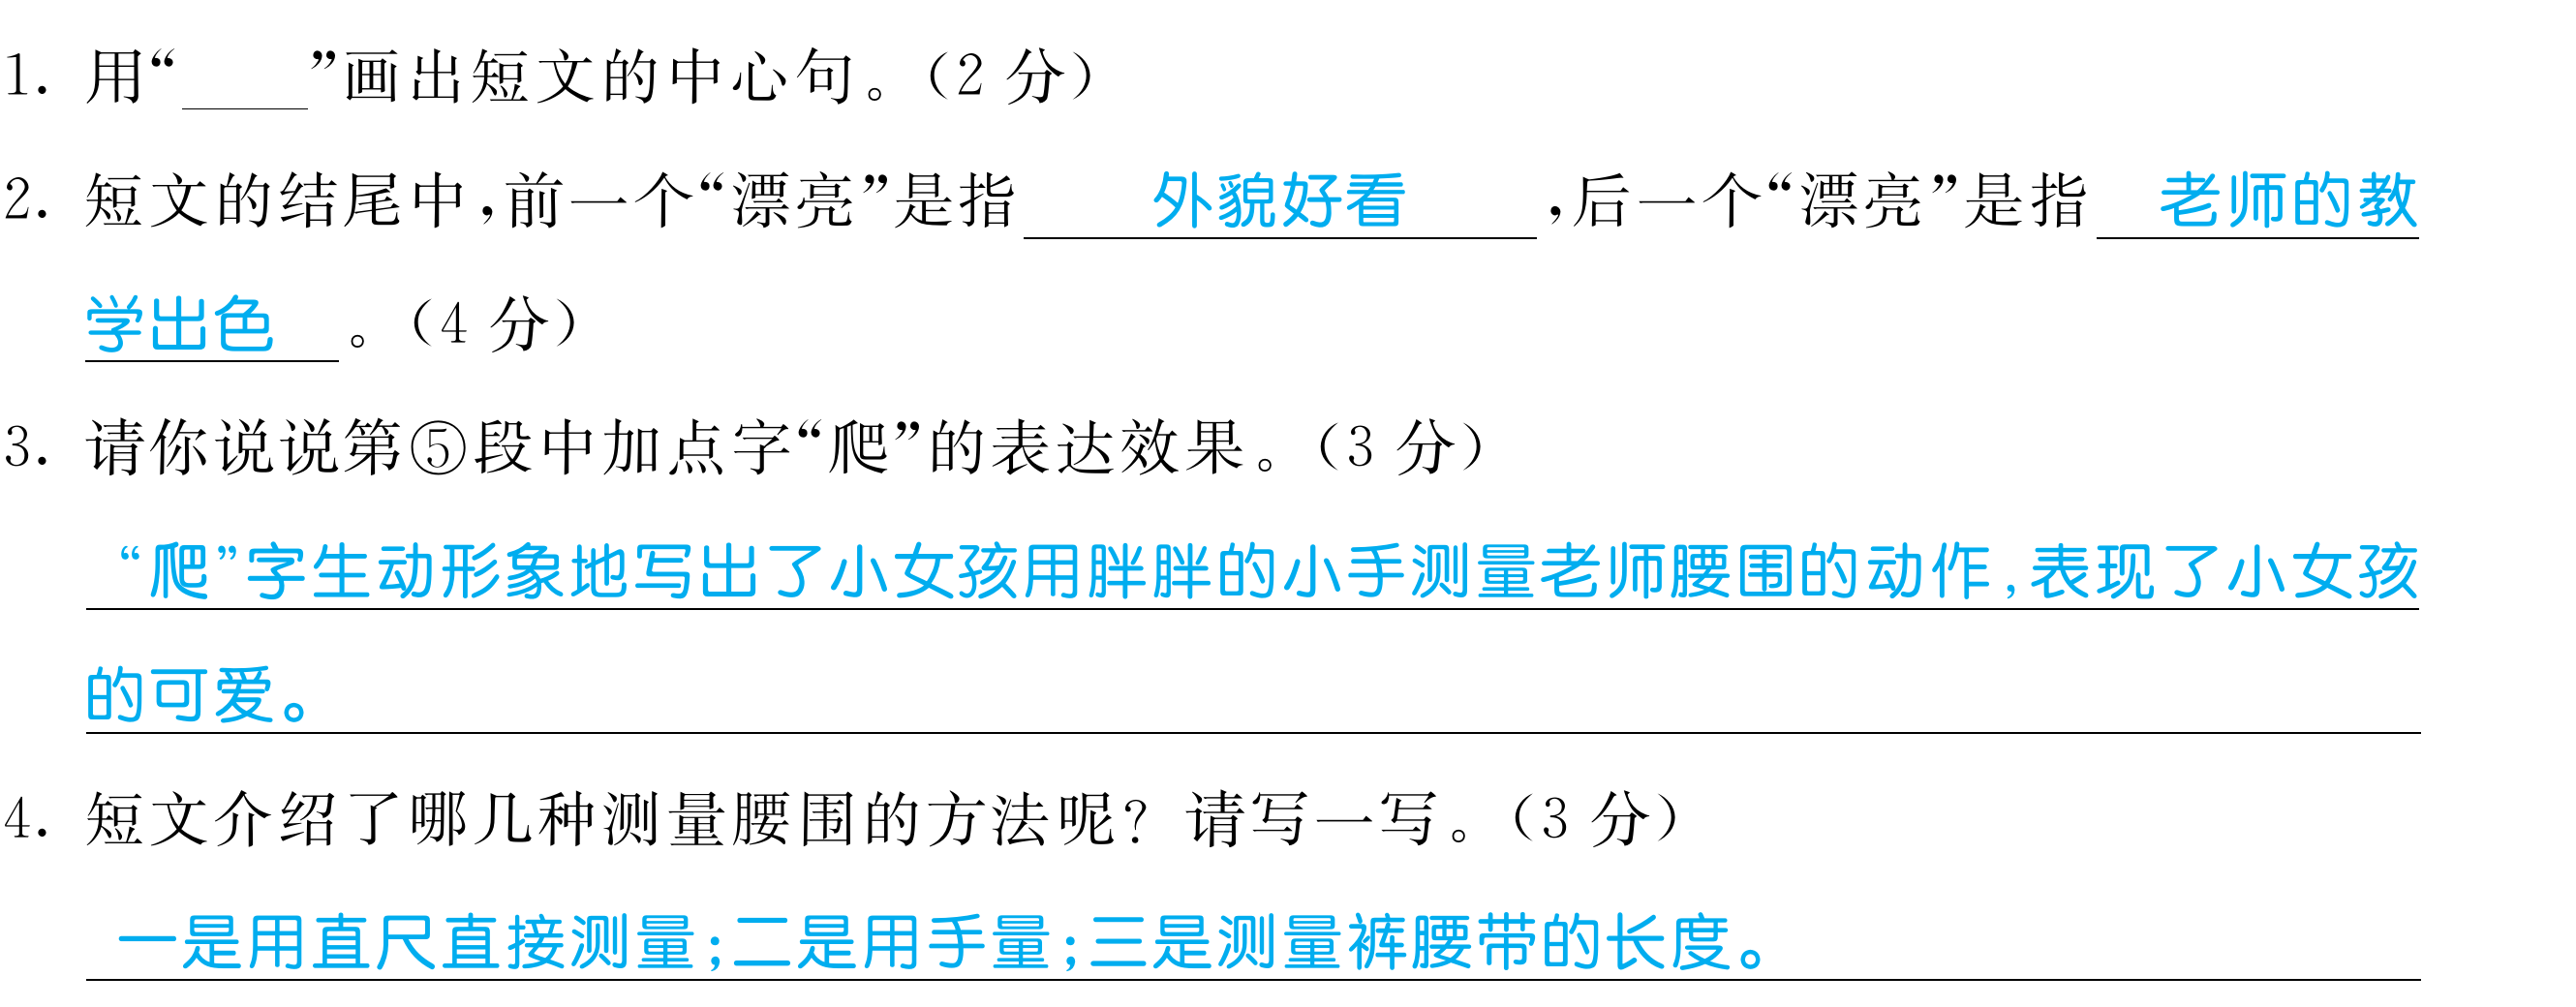 1. 用“____”画出短文的中心句。（2 分）
2. 短文的结尾中，前一个“漂亮”是指 外貌好看 ，后一个“漂亮”是指 老师的教
学出色 。（4 分）
3. 请你说说第⑤段中加点字“爬”的表达效果。（3 分）
“爬”字生动形象地写出了小女孩用胖胖的小手测量老师腰围的动作，表现了小女孩
的可爱。
4. 短文介绍了哪几种测量腰围的方法呢？请写一写。（3 分）
一是用直尺直接测量；二是用手量；三是测量裤腰带的长度。